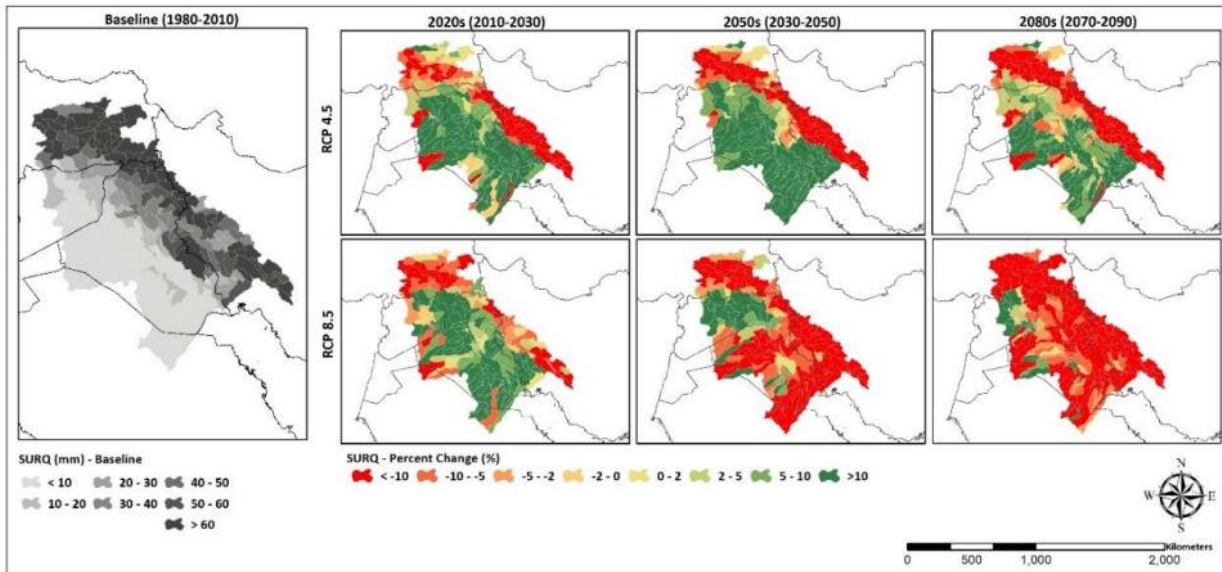 Baseline (1980-2010)
2020s (2010-2030)
2050s (2030-2050)
2080s (2070-2090)
RCP 4.5
RCP 8.5
SURQ (mm) - Baseline
< 10
20 - 30
40 - 50
10 - 20
30 - 40
50 - 60
> 60
SURQ - Percent Change (%)
< -10
-10 - -5
-5 - -2
-2 - 0
0 - 2
2 - 5
5 - 10
>10
N
W
E
S
Kilometers
0
500
1,000
2,000